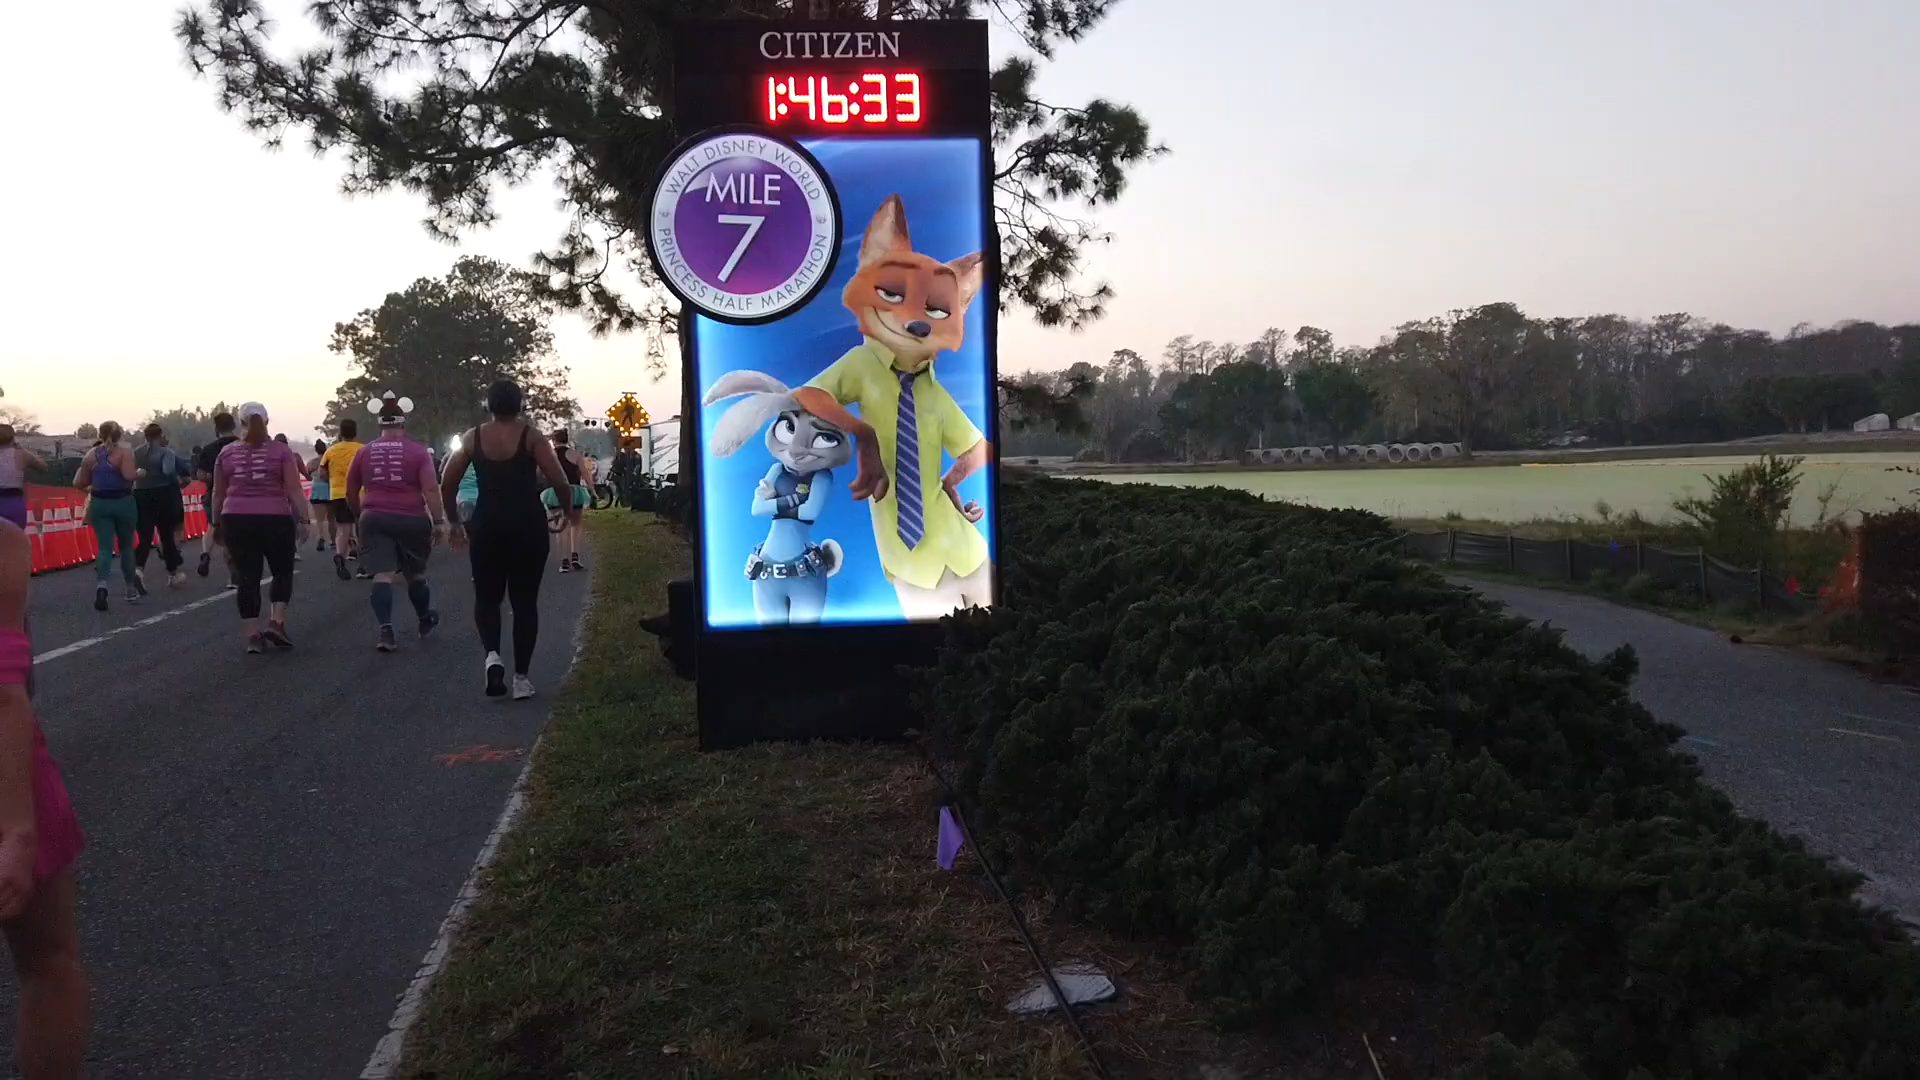 CITIZEN
1:46:33
WALT DISNEY WORLD
MILE
7
PRINCESS HALF MARATHON